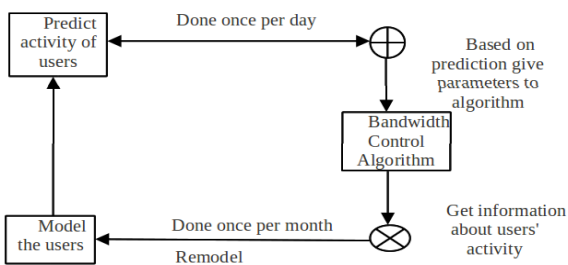 Predict
activity of
users
Done once per day
Based on
prediction give
parameters to
algorithm
Bandwidth
Control
Algorithm
Model
the users
Done once per month
Remodel
Get information
about users'
activity